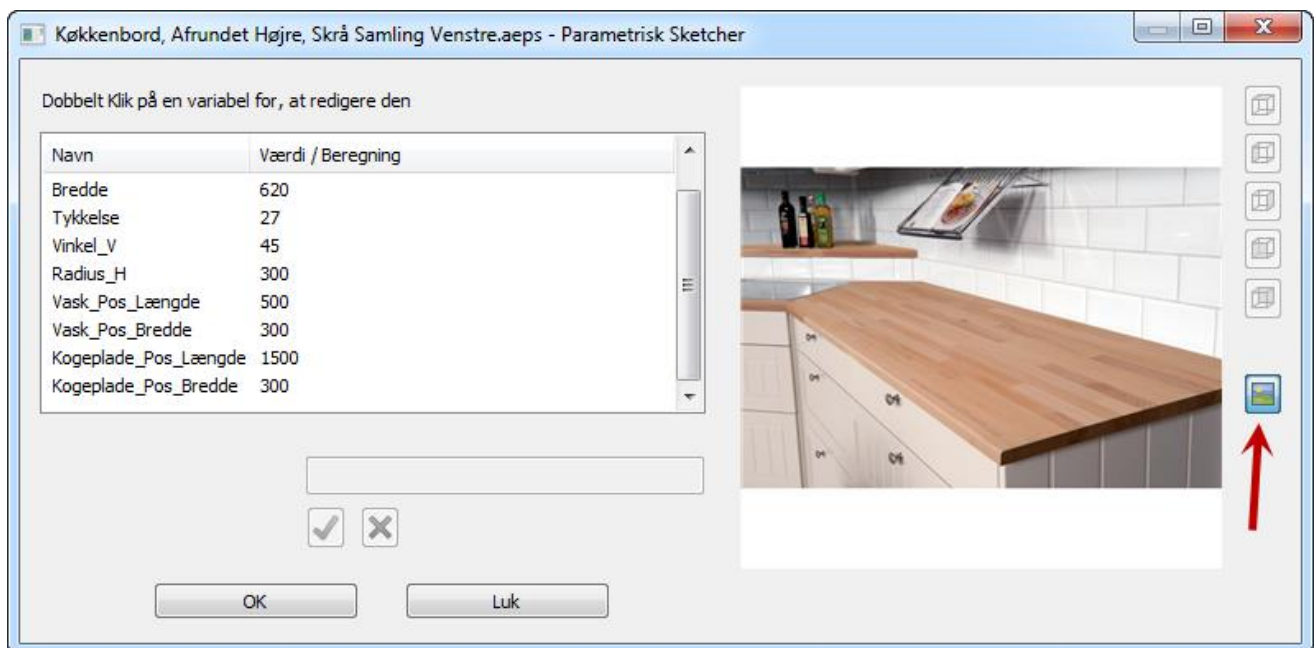 Køkkenbord, Afrundet Højre, Skrå Samling Venstre.aeps - Parametrisk Sketcher
Dobbelt Klik på en variabel for, at redigere den
Navn Værdi / Beregning
Bredde 620
Tykkelse 27
Vinkel_V 45
Radius_H 300
Vask_Pos_Længde 500
Vask_Pos_Bredde 300
Kogeplade_Pos_Længde 1500
Kogeplade_Pos_Bredde 300
OK Luk